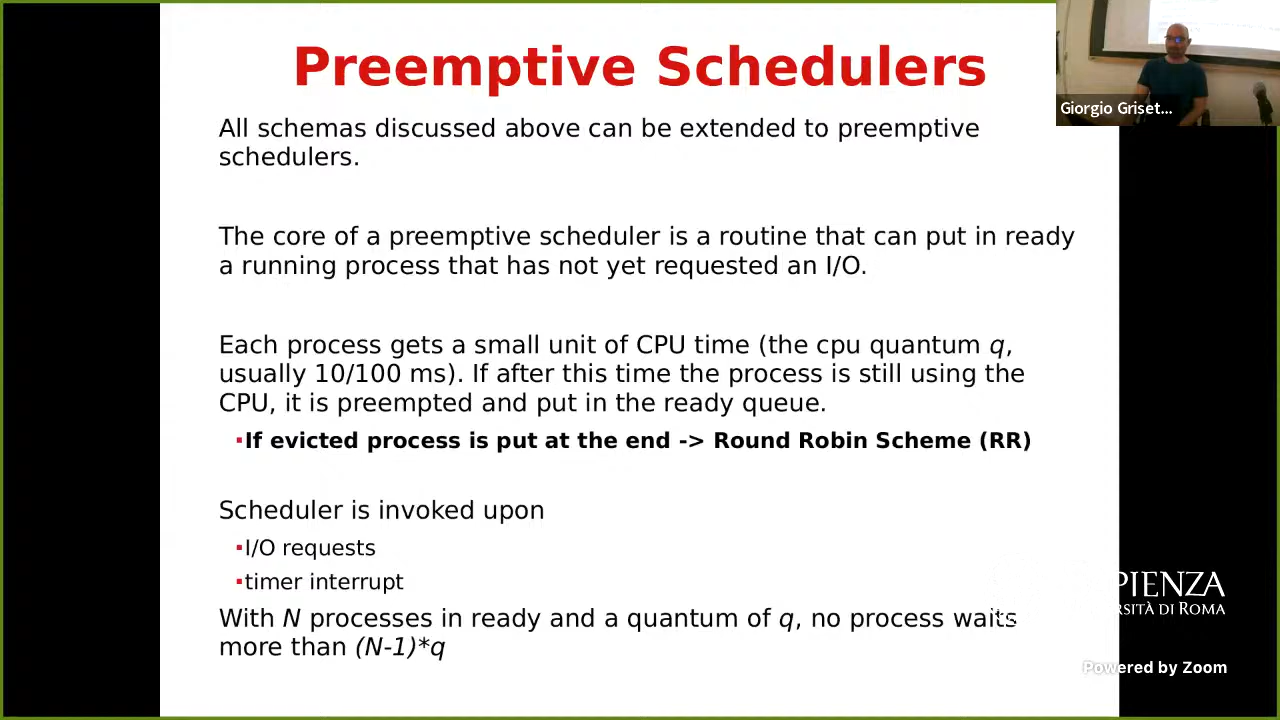 Preemptive Schedulers
Giorgio Griset...
All schemas discussed above can be extended to preemptive
schedulers.
The core of a preemptive scheduler is a routine that can put in ready
a running process that has not yet requested an I/O.
Each process gets a small unit of CPU time (the cpu quantum q,
usually 10/100 ms). If after this time the process is still using the
CPU, it is preempted and put in the ready queue.
▪If evicted process is put at the end -> Round Robin Scheme (RR)
Scheduler is invoked upon
▪I/O requests
▪timer interrupt
With N processes in ready and a quantum of q, no process waits
more than (N-1)*q
PIENZA
RSITÀ DI ROMA
Powered by Zoom